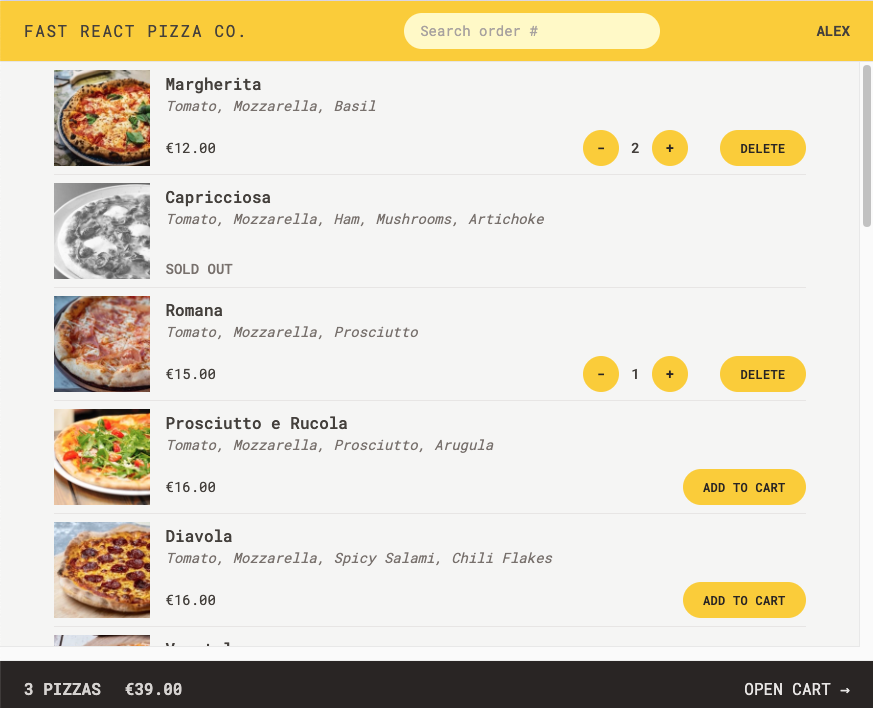 FAST REACT PIZZA CO.
Search order #
ALEX
Margherita
Tomato, Mozzarella, Basil
€12.00
- 2 + DELETE
Capricciosa
Tomato, Mozzarella, Ham, Mushrooms, Artichoke
SOLD OUT
Romana
Tomato, Mozzarella, Prosciutto
€15.00
- 1 + DELETE
Prosciutto e Rucola
Tomato, Mozzarella, Prosciutto, Arugula
€16.00
ADD TO CART
Diavola
Tomato, Mozzarella, Spicy Salami, Chili Flakes
€16.00
ADD TO CART
3 PIZZAS €39.00
OPEN CART →